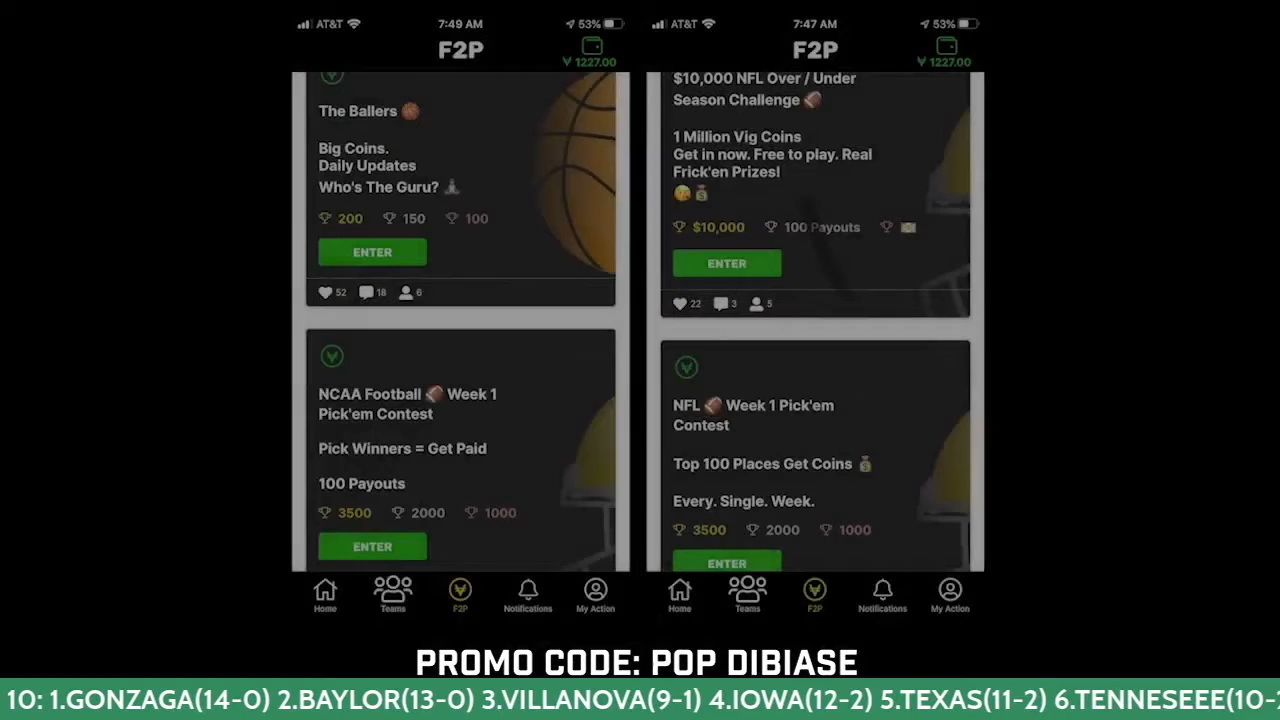 AT&T 7:49 AM 53%
F2P
1227.00
The Ballers 🏀
Big Coins.
Daily Updates
Who's The Guru?
200 150 100
ENTER
52 18 6
NCAA Football 🏈 Week 1
Pick'em Contest
Pick Winners = Get Paid
100 Payouts
3500 2000 1000
ENTER
Home Teams F2P Notifications My Action
AT&T 7:47 AM 53%
F2P
1227.00
$10,000 NFL Over / Under
Season Challenge 🏈
1 Million Vig Coins
Get in now. Free to play. Real
Frick'en Prizes!
$10,000 100 Payouts
ENTER
22 3 5
NFL 🏈 Week 1 Pick'em
Contest
Top 100 Places Get Coins 💰
Every. Single. Week.
3500 2000 1000
ENTER
Home Teams F2P Notifications My Action
PROMO CODE: POP DIBIASE
10: 1.GONZAGA(14-0) 2.BAYLOR(13-0) 3.VILLANOVA(9-1) 4.IOWA(12-2) 5.TEXAS(11-2) 6.TENNESEEE(10-